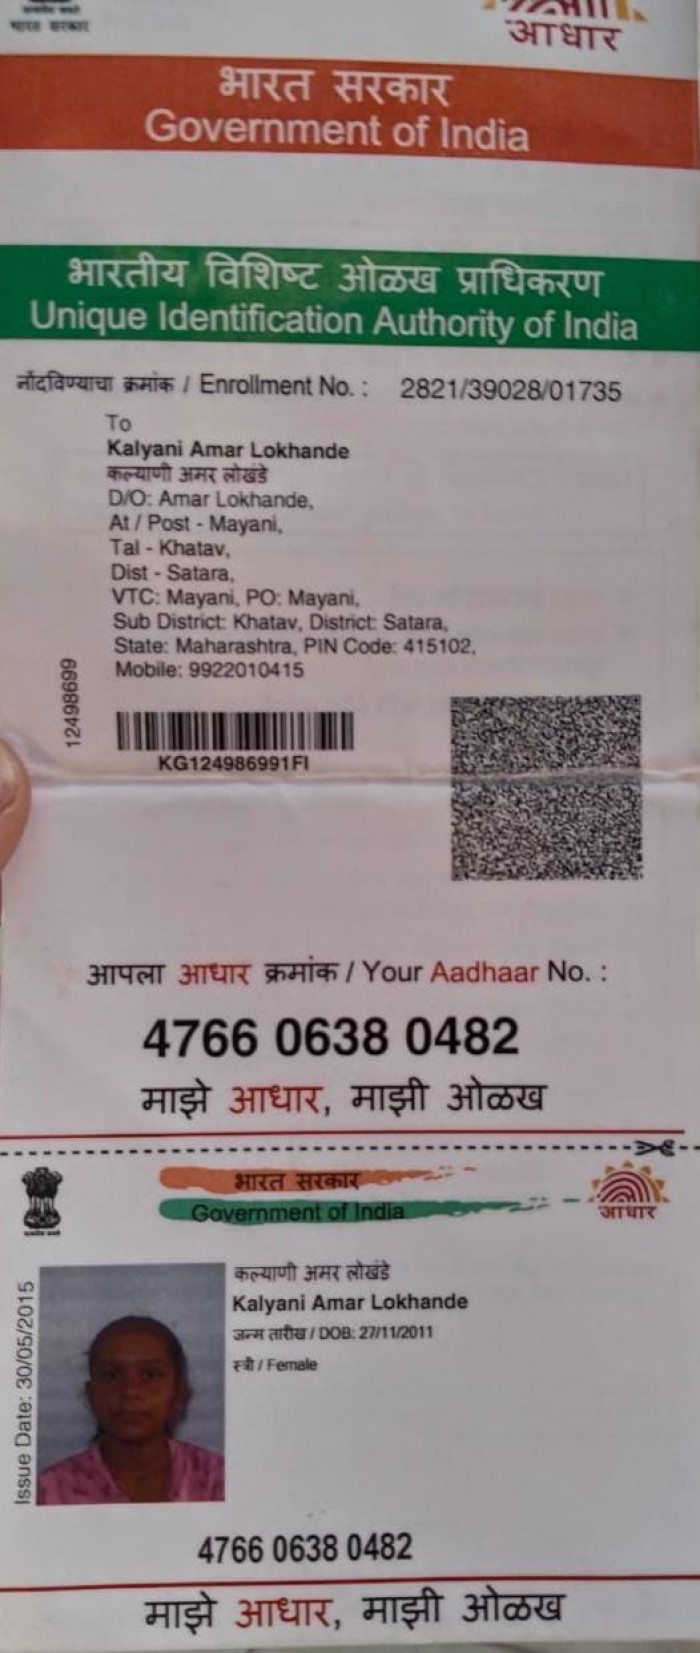 भारत सरकार
आधार
भारत सरकार
Government of India
भारतीय विशिष्ट ओळख प्राधिकरण
Unique Identification Authority of India
नोंदविण्याचा क्रमांक / Enrollment No. : 2821/39028/01735
To
Kalyani Amar Lokhande
कल्याणी अमर लोखंडे
D/O: Amar Lokhande,
At / Post - Mayani,
Tal - Khatav,
Dist - Satara,
VTC: Mayani, PO: Mayani,
Sub District: Khatav, District: Satara,
State: Maharashtra, PIN Code: 415102,
Mobile: 9922010415
12498699
KG124986991FI
आपला आधार क्रमांक / Your Aadhaar No. :
4766 0638 0482
माझे आधार, माझी ओळख
भारत सरकार
Government of India
आधार
Issue Date: 30/05/2015
कल्याणी अमर लोखंडे
Kalyani Amar Lokhande
जन्म तारीख / DOB: 27/11/2011
स्त्री / Female
4766 0638 0482
माझे आधार, माझी ओळख